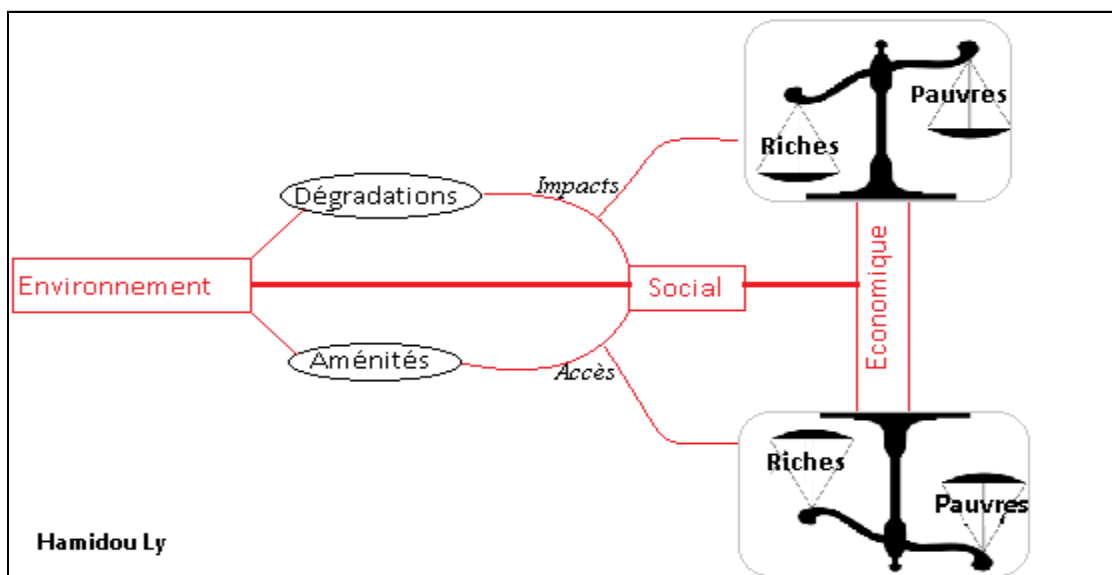 Pauvres
Riches
Dégradations
Impacts
Environnement
Social
Economique
Aménités
Accès
Riches
Pauvres
Hamidou Ly